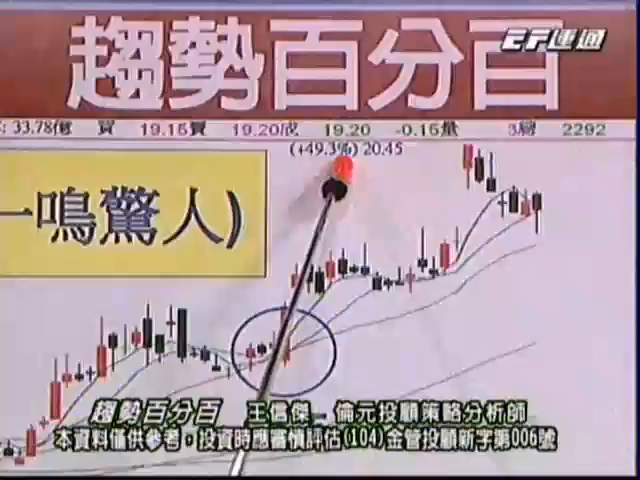 EF運通
趨勢百分百
: 33.78億 買 19.15賣 19.20成 19.20 -0.15量 3總 2292
(+49.3%) 20.45
一鳴驚人)
趨勢百分百 王信傑_倫元投顧策略分析師
本資料僅供參考，投資時應審慎評估(104)金管投顧新字第006號